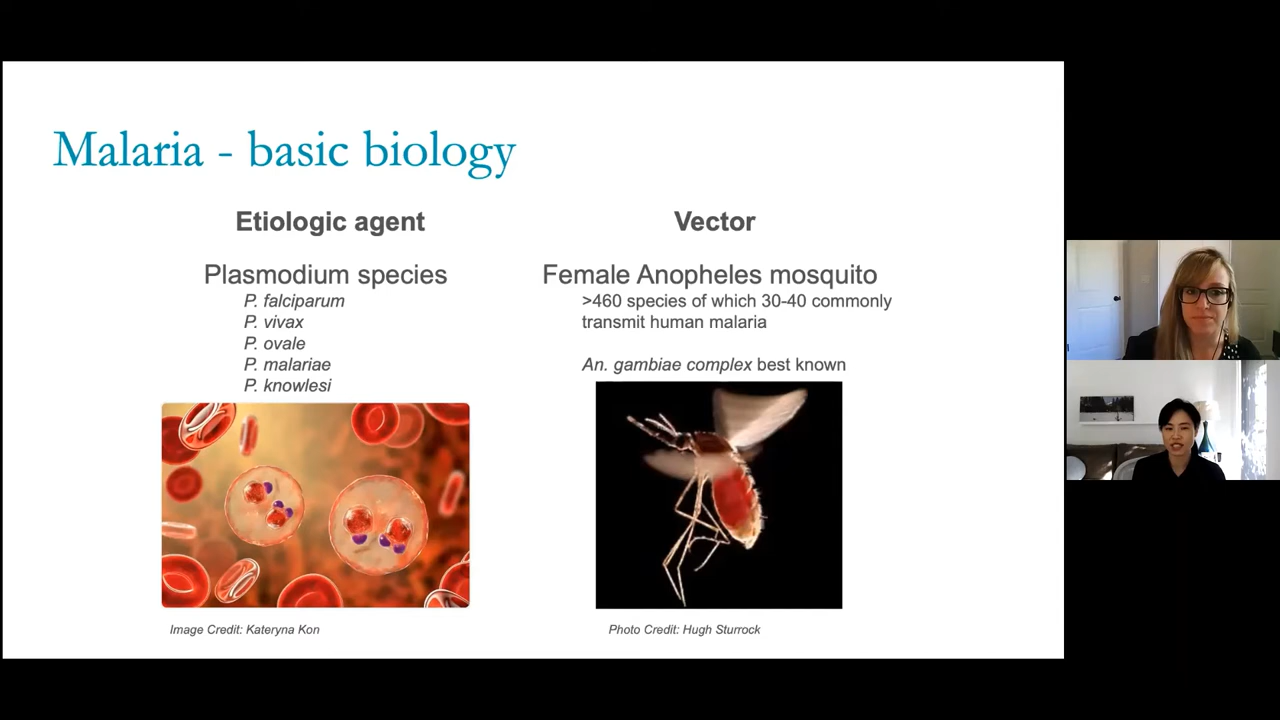 Malaria - basic biology
Etiologic agent
Plasmodium species
P. falciparum
P. vivax
P. ovale
P. malariae
P. knowlesi
Image Credit: Kateryna Kon
Vector
Female Anopheles mosquito
>460 species of which 30-40 commonly
transmit human malaria
An. gambiae complex best known
Photo Credit: Hugh Sturrock